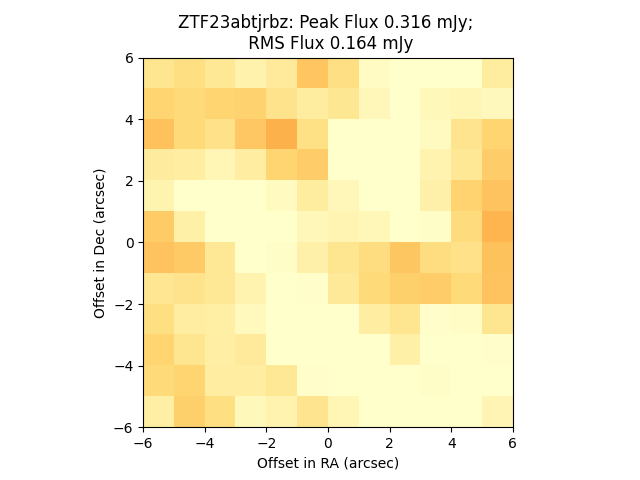 ZTF23abtjrbz: Peak Flux 0.316 mJy;
RMS Flux 0.164 mJy
6
4
2
0
−2
−4
−6
Offset in Dec (arcsec)
−6 −4 −2 0 2 4 6
Offset in RA (arcsec)